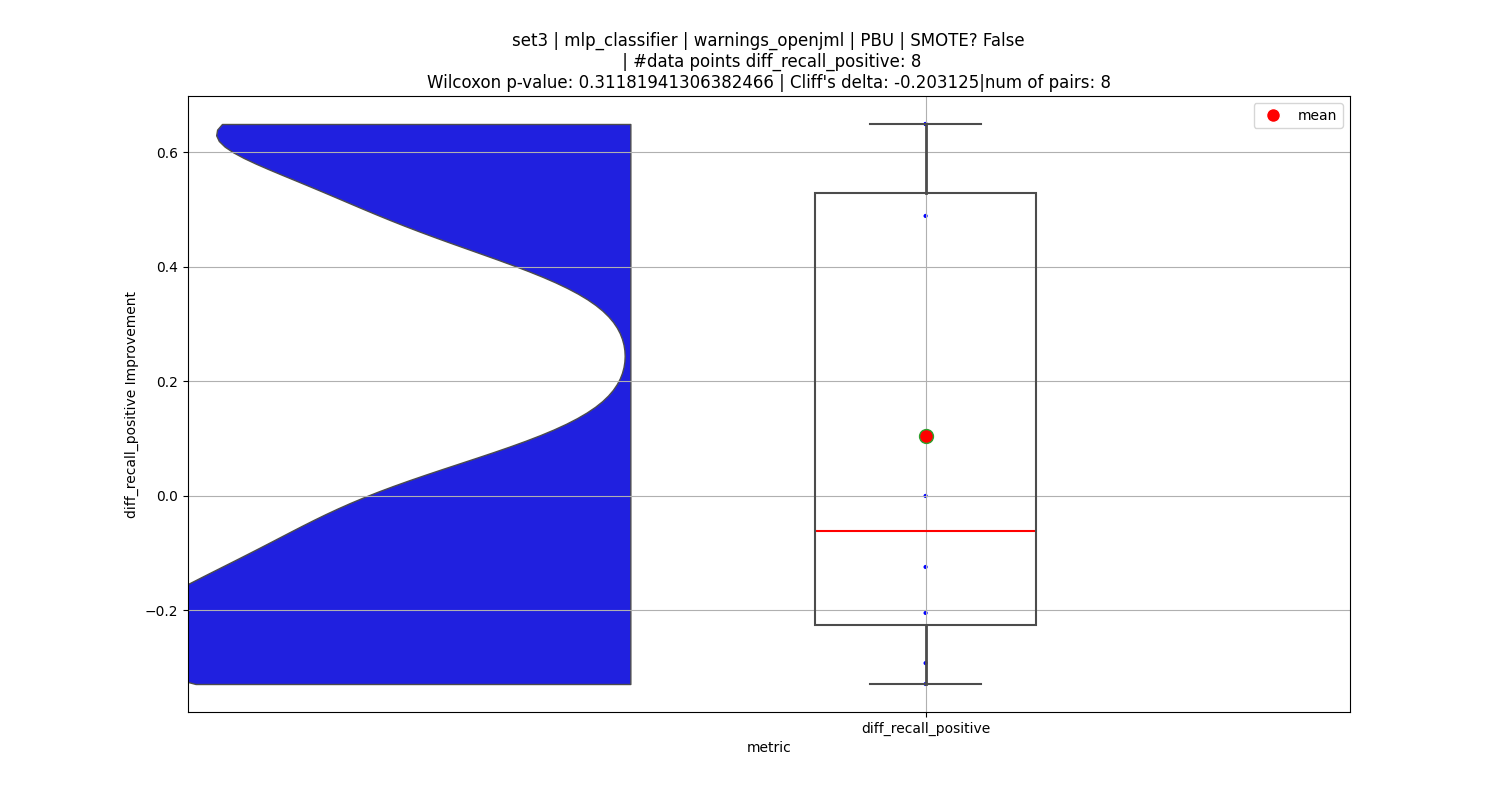 set3 | mlp_classifier | warnings_openjml | PBU | SMOTE? False
| #data points diff_recall_positive: 8
Wilcoxon p-value: 0.31181941306382466 | Cliff's delta: -0.203125|num of pairs: 8
mean
0.6
0.4
0.2
0.0
−0.2
diff_recall_positive Improvement
diff_recall_positive
metric